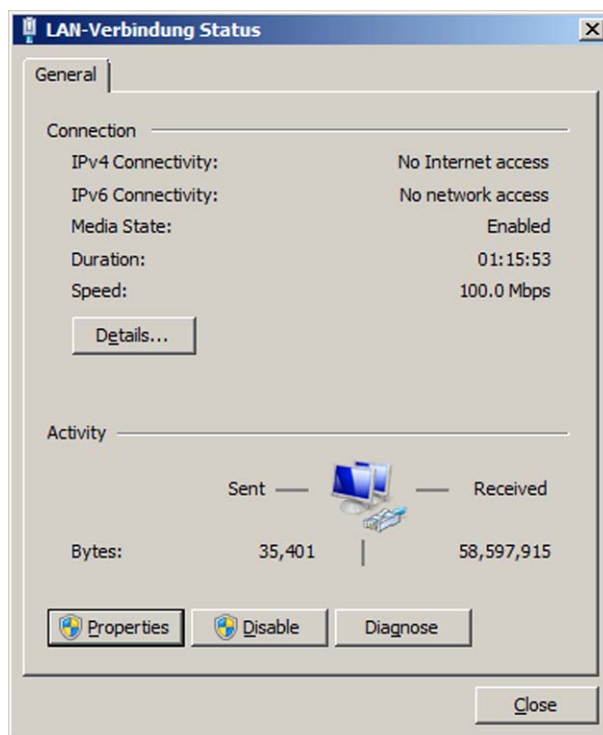 LAN-Verbindung Status
General
Connection
IPv4 Connectivity: No Internet access
IPv6 Connectivity: No network access
Media State: Enabled
Duration: 01:15:53
Speed: 100.0 Mbps
Details...
Activity
Sent Received
Bytes: 35,401 58,597,915
Properties Disable Diagnose
Close